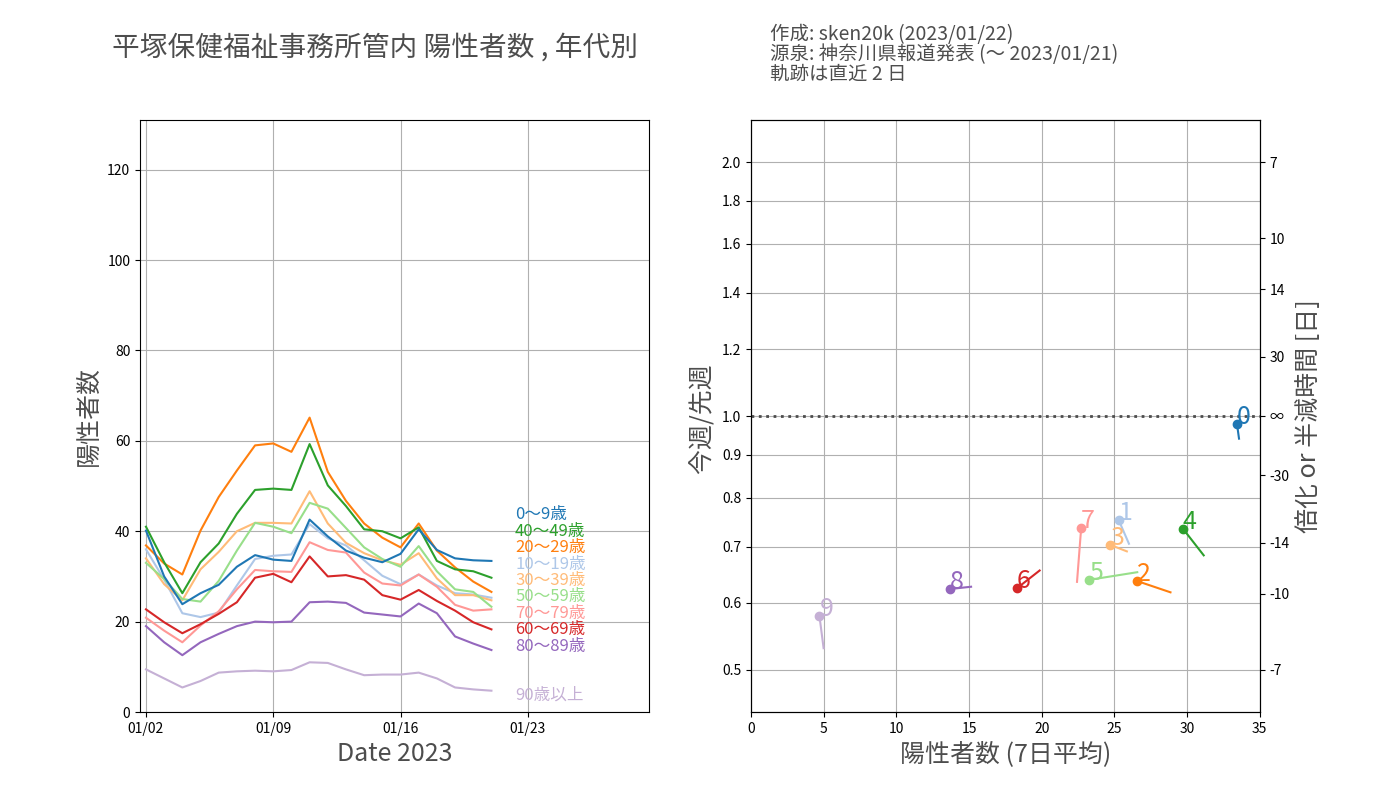 平塚保健福祉事務所管内 陽性者数 , 年代別
作成: sken20k (2023/01/22)
源泉: 神奈川県報道発表 (〜 2023/01/21)
軌跡は直近 2 日
陽性者数
120
100
80
60
40
20
0
01/02
01/09
01/16
01/23
Date 2023
0〜9歳
40〜49歳
20〜29歳
10〜19歳
30〜39歳
50〜59歳
70〜79歳
60〜69歳
80〜89歳
90歳以上
今週/先週
2.0
1.8
1.6
1.4
1.2
1.0
0.9
0.8
0.7
0.6
0.5
0
5
10
15
20
25
30
35
陽性者数 (7日平均)
7
10
14
30
∞
-30
-14
-10
-7
倍化 or 半減時間 [日]
0
1
4
7
3
5
2
6
8
9